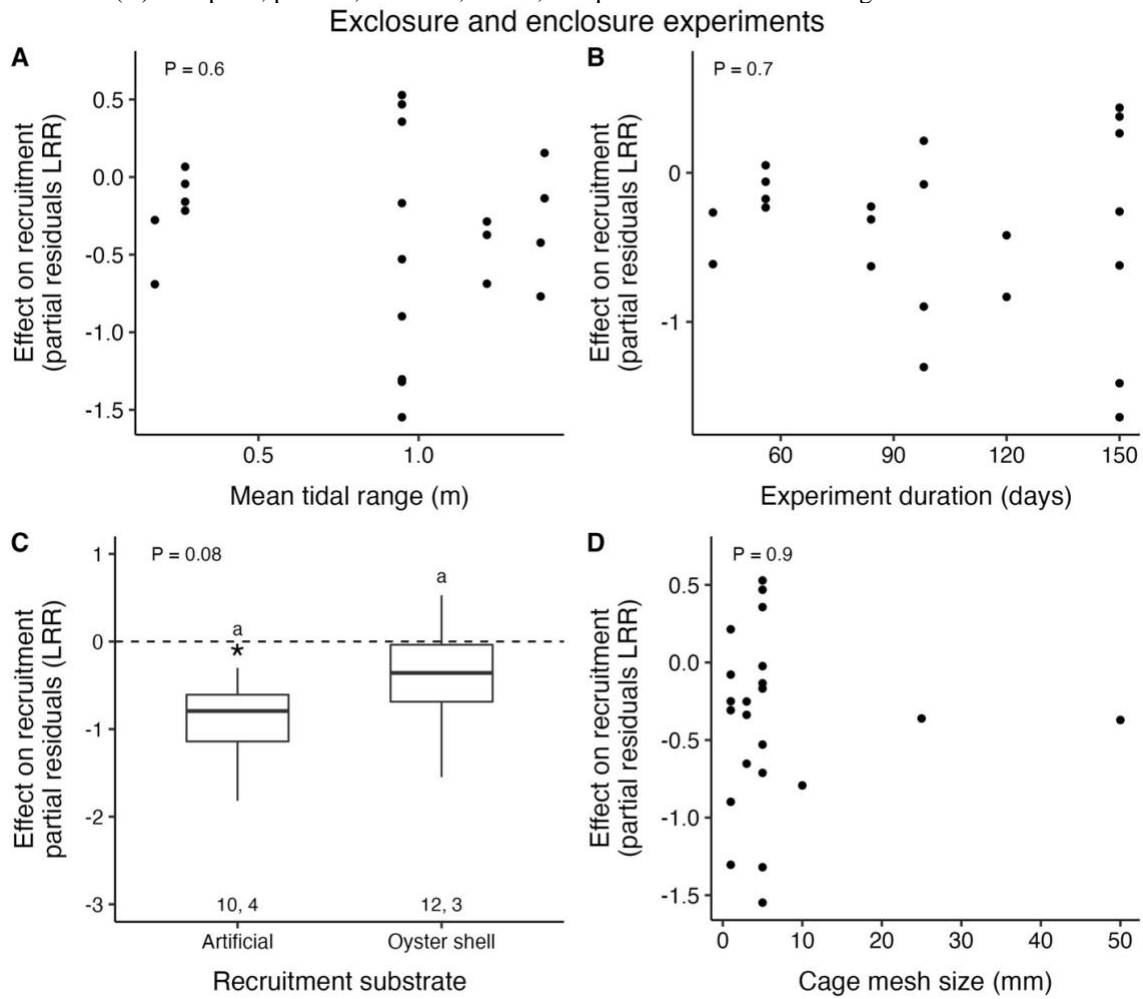 Exclosure and enclosure experiments
A
P = 0.6
Effect on recruitment
(partial residuals LRR)
0.5
0.0
-0.5
-1.0
-1.5
0.5
1.0
Mean tidal range (m)
B
P = 0.7
Effect on recruitment
(partial residuals LRR)
0
-1
60
90
120
150
Experiment duration (days)
C
P = 0.08
Effect on recruitment
partial residuals (LRR)
1
0
-1
-2
-3
a
*
a
10, 4
12, 3
Artificial
Oyster shell
Recruitment substrate
D
P = 0.9
Effect on recruitment
(partial residuals LRR)
0.5
0.0
-0.5
-1.0
-1.5
0
10
20
30
40
50
Cage mesh size (mm)